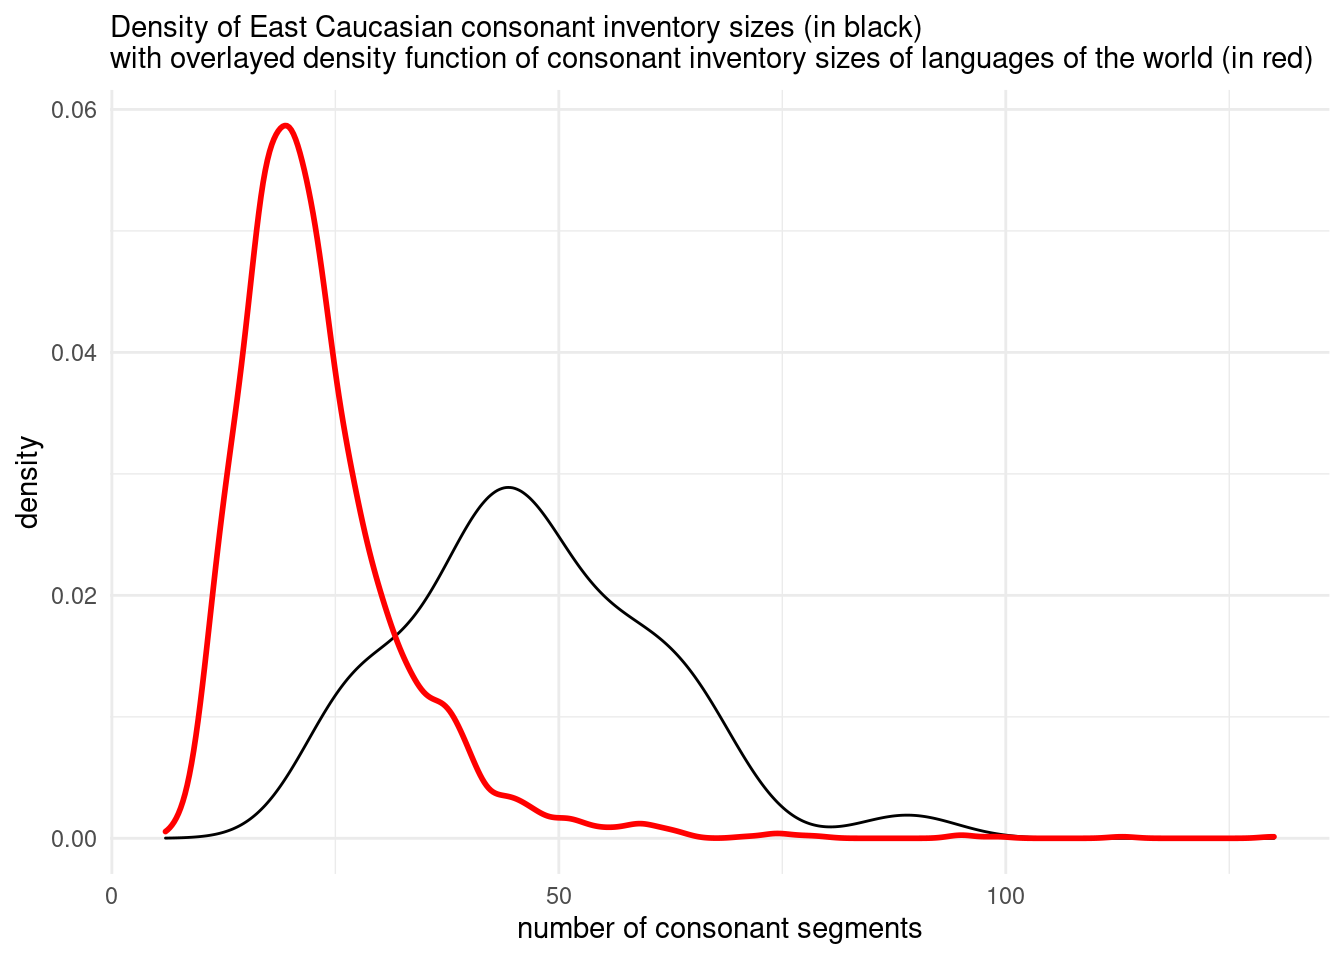 Density of East Caucasian consonant inventory sizes (in black)
with overlayed density function of consonant inventory sizes of languages of the world (in red)
0.06
0.04
0.02
0.00
density
0
50
100
number of consonant segments